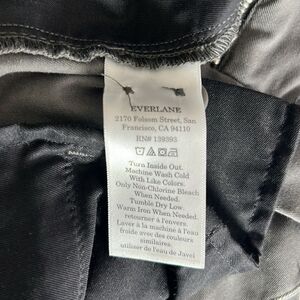 EVERLANE
2170 Folsom Street, San
Francisco, CA 94110
RN# 139393
Turn Inside Out.
Machine Wash Cold
With Like Colors.
Only Non-Chlorine Bleach
When Needed.
Tumble Dry Low.
Warm Iron When Needed.
retourner à l'envers.
Laver à la machine à l'eau
froide avec des couleurs
similaires.
utilizer de l'eau de Javel